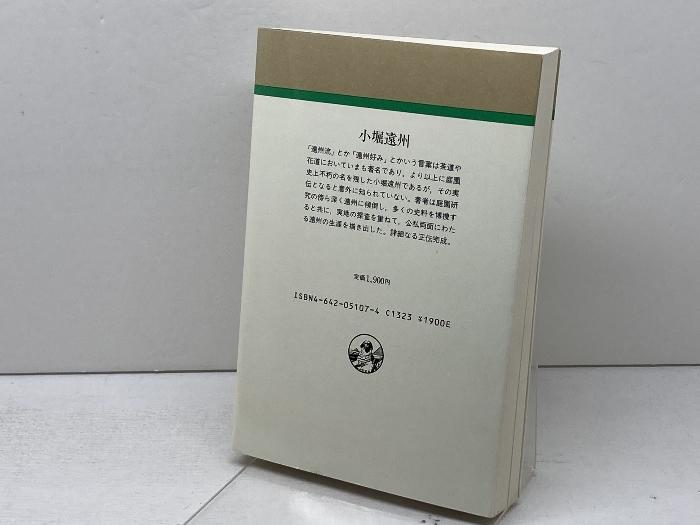 小堀遠州
「遠州流」とか「遠州好み」とかいう言葉は茶道や
花道においていまも著名であり、より以上に庭園
史上不朽の名を残した小堀遠州であるが、その実
伝となると意外に知られていない。著者は庭園研
究の傍ら深く遠州に傾倒し、多くの史料を博捜す
ると共に、実地の探査を重ねて、公私両面にわた
る遠州の生涯を描き出した。詳細なる正伝完成。
定価1,900円
ISBN4-642-05107-4 C1323 ¥1900E